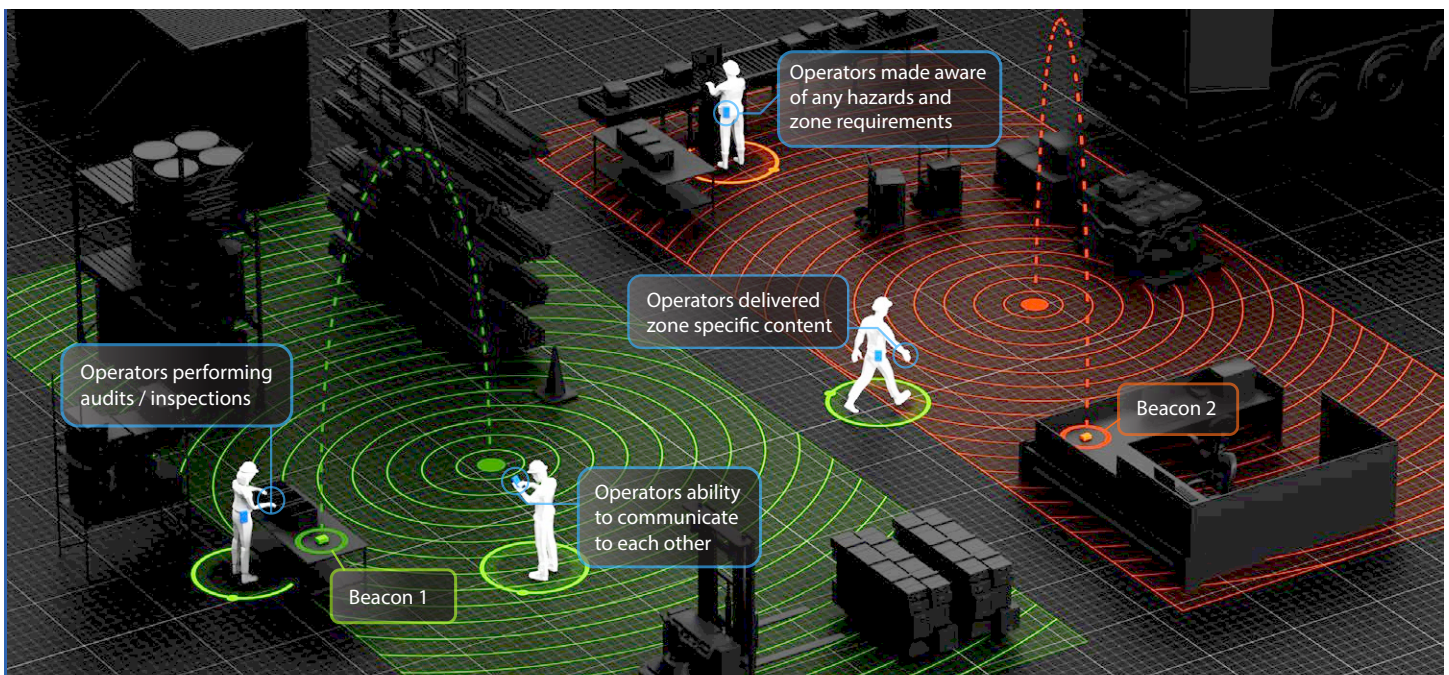 Operators made aware
of any hazards and
zone requirements
Operators delivered
zone specific content
Operators performing
audits / inspections
Beacon 2
Operators ability
to communicate
to each other
Beacon 1